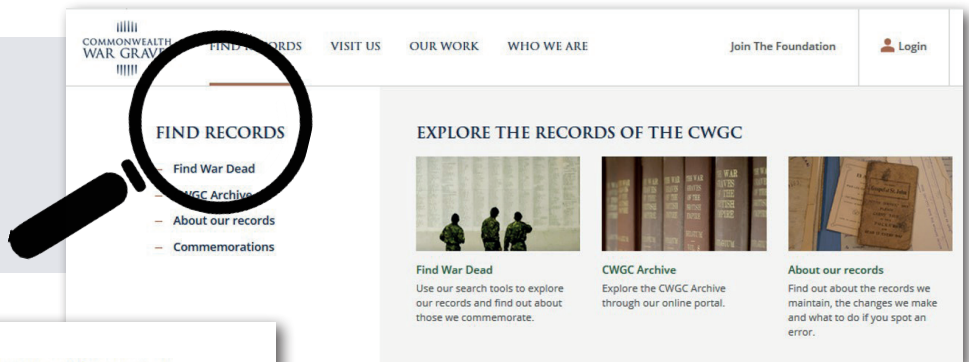 COMMONWEALTH
WAR GRAVES
FIND RECORDS
VISIT US
OUR WORK
WHO WE ARE
Join The Foundation
Login
FIND RECORDS
– Find War Dead
– CWGC Archive
– About our records
– Commemorations
EXPLORE THE RECORDS OF THE CWGC
Find War Dead
Use our search tools to explore
our records and find out about
those we commemorate.
CWGC Archive
Explore the CWGC Archive
through our online portal.
About our records
Find out about the records we
maintain, the changes we make
and what to do if you spot an
error.